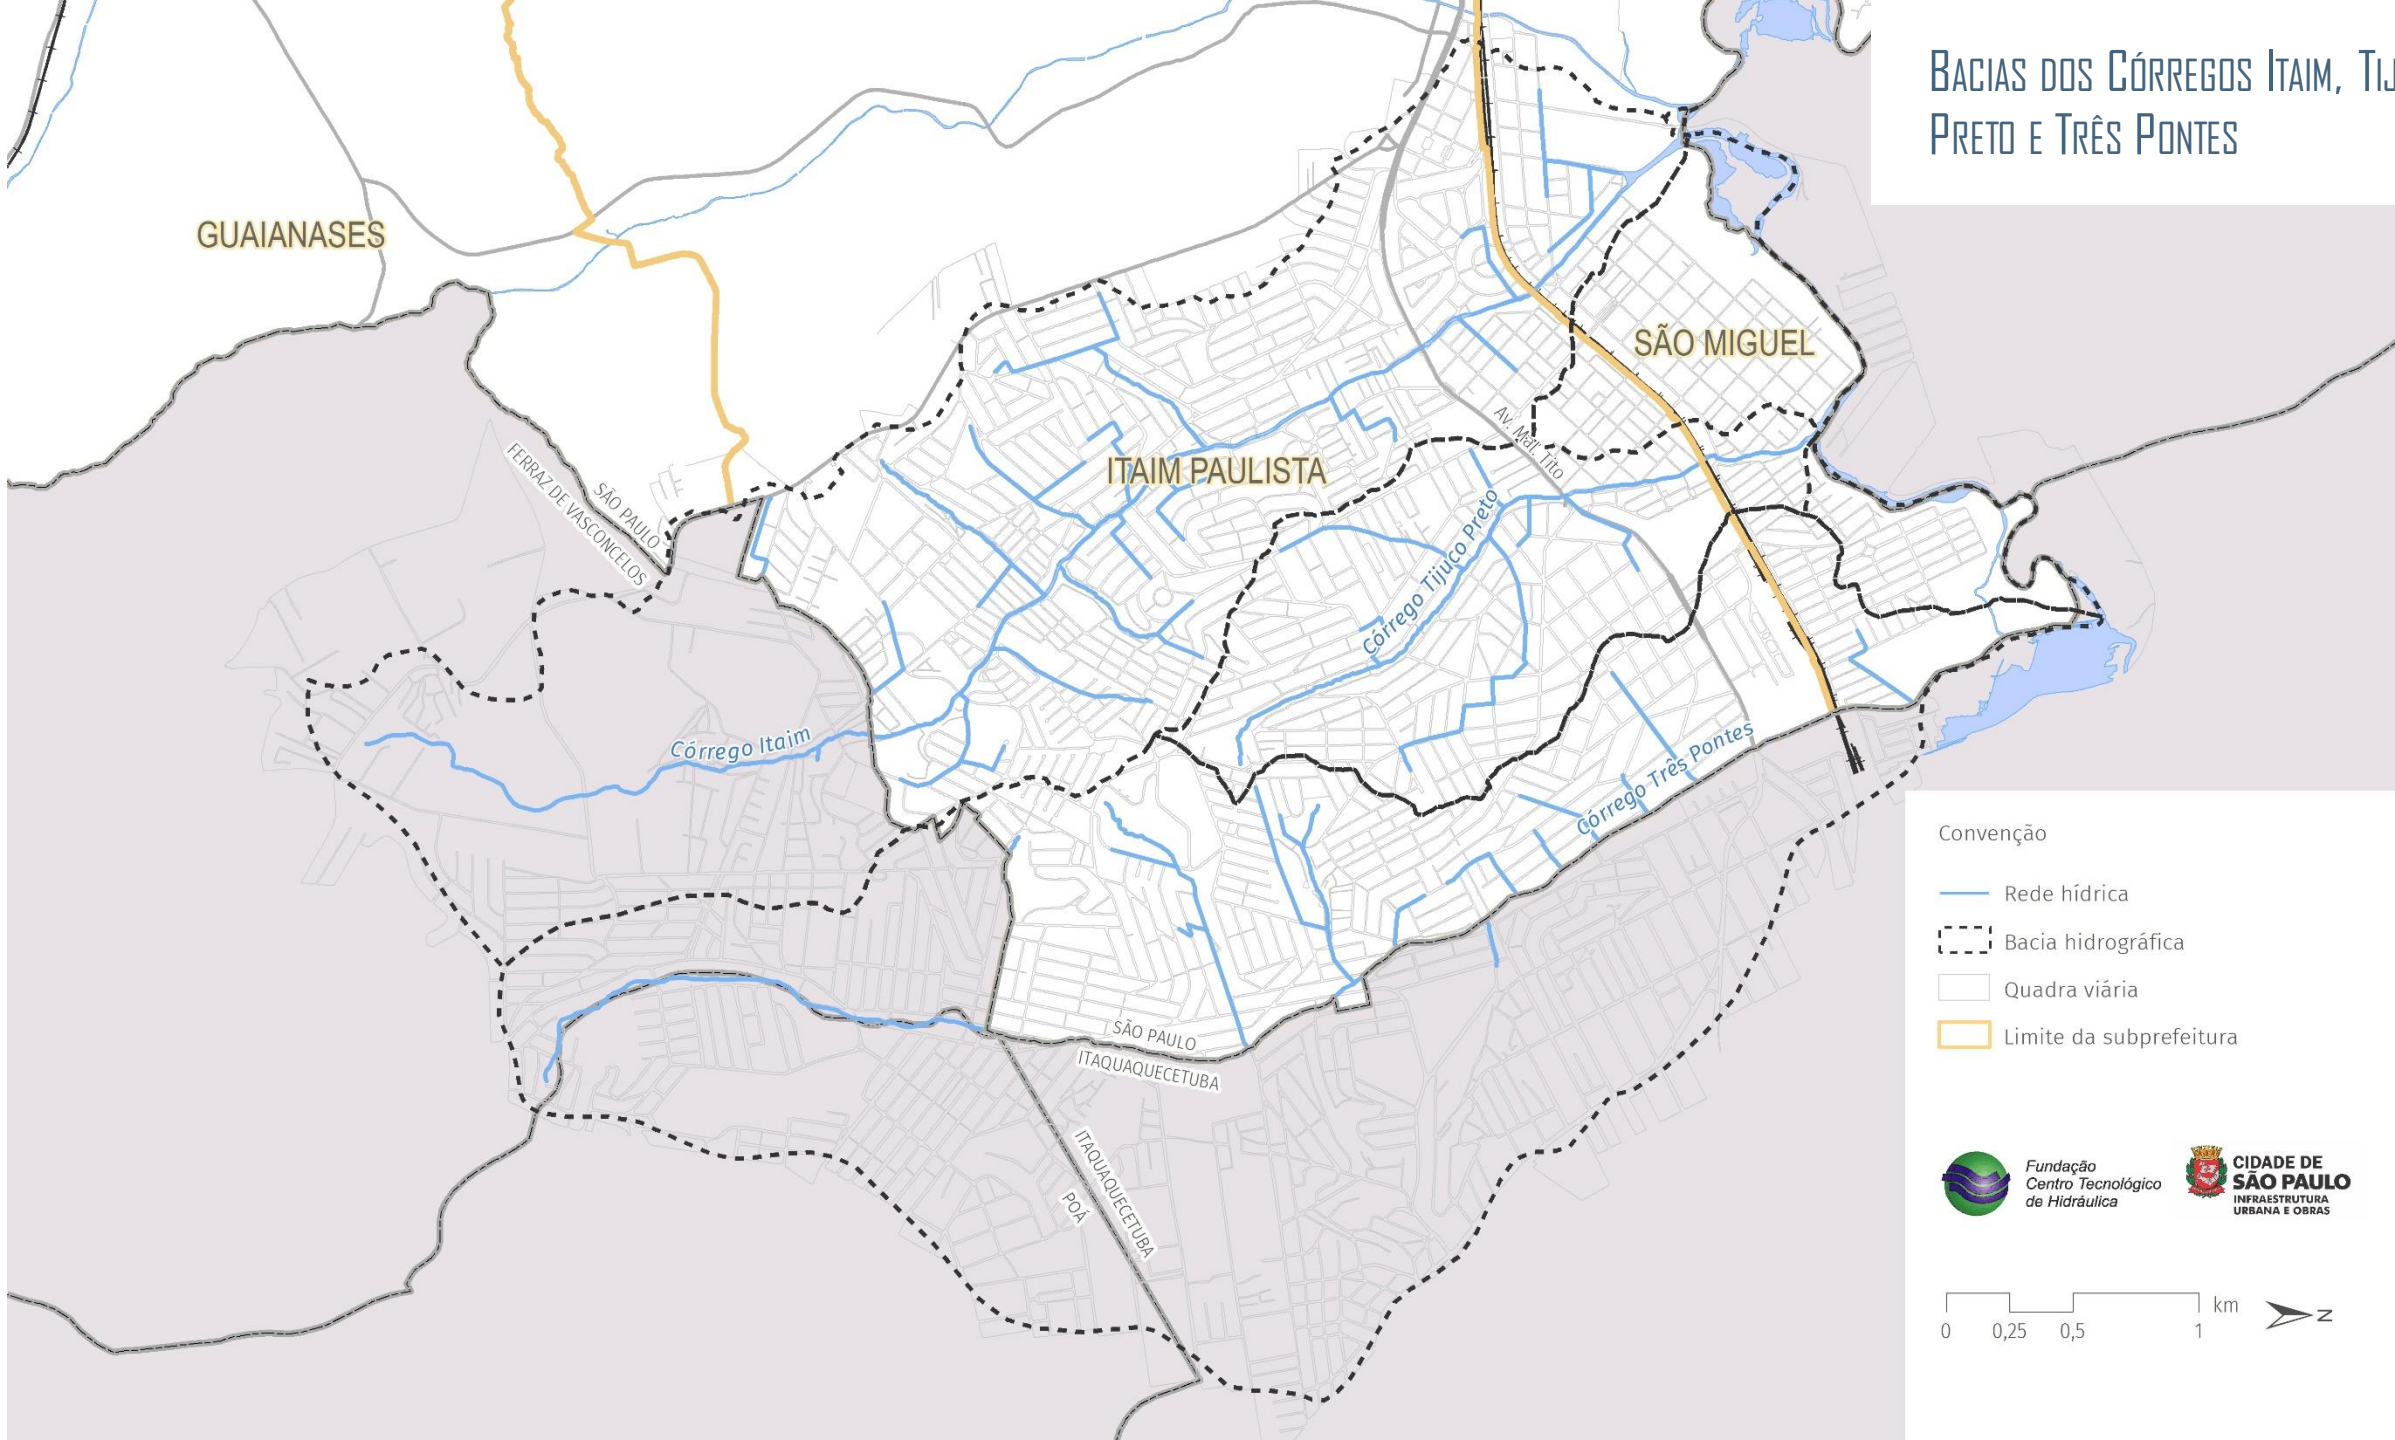 BACIAS DOS CÓRREGOS ITAIM, TIJ
PRETO E TRÊS PONTES
GUAIANASES
SÃO MIGUEL
ITAIM PAULISTA
Av. Mal. Tito
FERRAZ DE VASCONCELOS
SÃO PAULO
Córrego Tijuco Preto
Córrego Itaim
Córrego Três Pontes
SÃO PAULO
ITAQUAQUECETUBA
ITAQUAQUECETUBA
POÁ
Convenção
Rede hídrica
Bacia hidrográfica
Quadra viária
Limite da subprefeitura
Fundação
Centro Tecnológico
de Hidráulica
CIDADE DE
SÃO PAULO
INFRAESTRUTURA
URBANA E OBRAS
km
0 0,25 0,5 1
N